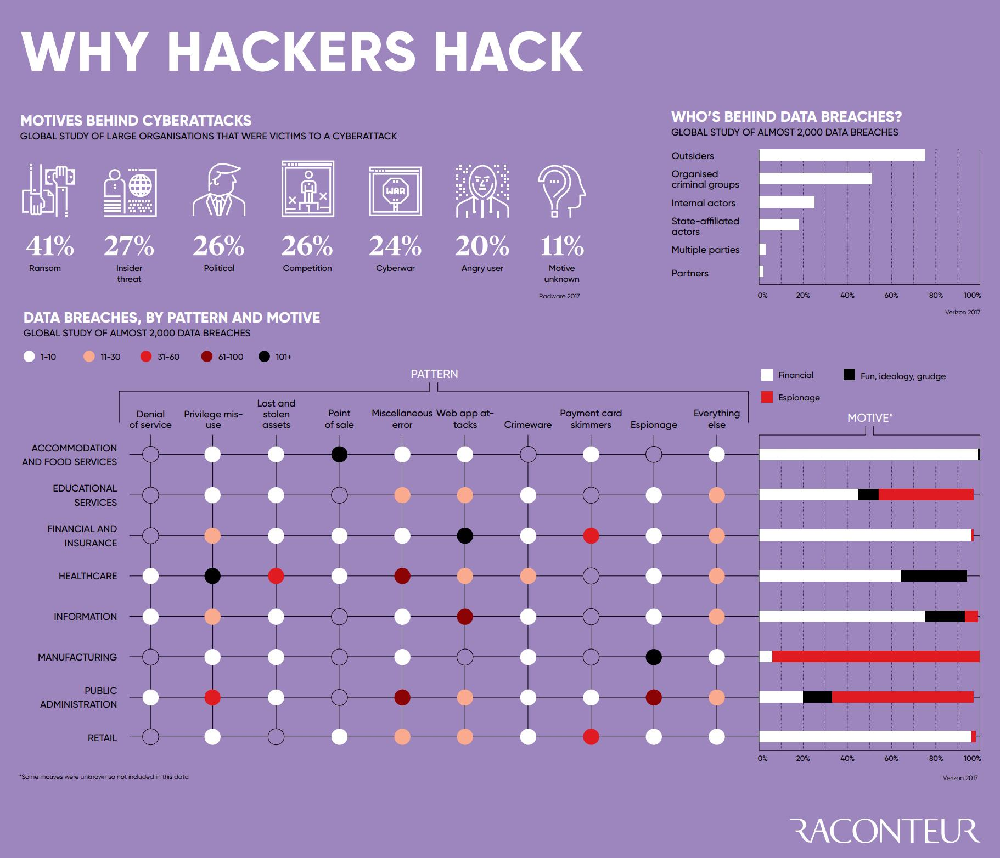 WHY HACKERS HACK
MOTIVES BEHIND CYBERATTACKS
GLOBAL STUDY OF LARGE ORGANISATIONS THAT WERE VICTIMS TO A CYBERATTACK
WAR
41%
Ransom
27%
Insider
threat
26%
Political
26%
Competition
24%
Cyberwar
20%
Angry user
11%
Motive
unknown
Radware 2017
WHO'S BEHIND DATA BREACHES?
GLOBAL STUDY OF ALMOST 2,000 DATA BREACHES
Outsiders
Organised
criminal groups
Internal actors
State-affiliated
actors
Multiple parties
Partners
0% 20% 40% 60% 80% 100%
Verizon 2017
DATA BREACHES, BY PATTERN AND MOTIVE
GLOBAL STUDY OF ALMOST 2,000 DATA BREACHES
1-10 11-30 31-60 61-100 101+
PATTERN
Denial
of service
Privilege mis-
use
Lost and
stolen
assets
Point
of sale
Miscellaneous
error
Web app at-
tacks
Crimeware
Payment card
skimmers
Espionage
Everything
else
Financial
Fun, ideology, grudge
Espionage
MOTIVE*
ACCOMMODATION
AND FOOD SERVICES
EDUCATIONAL
SERVICES
FINANCIAL AND
INSURANCE
HEALTHCARE
INFORMATION
MANUFACTURING
PUBLIC
ADMINISTRATION
RETAIL
0% 20% 40% 60% 80% 100%
*Some motives were unknown so not included in this data
Verizon 2017
RACONTEUR